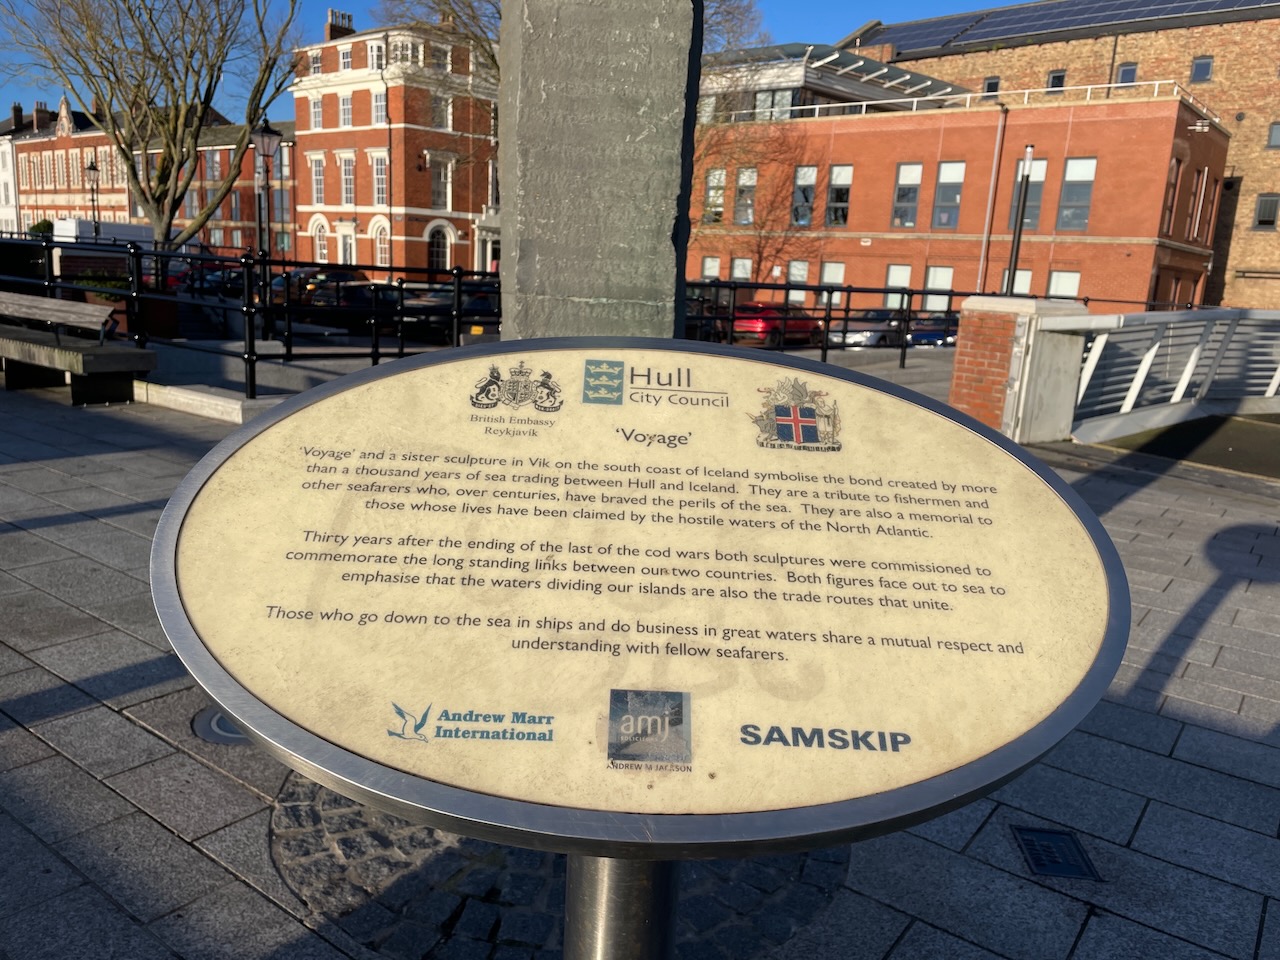 British Embassy
Reykjavík
Hull
City Council
'Voyage'
'Voyage' and a sister sculpture in Vik on the south coast of Iceland symbolise the bond created by more
than a thousand years of sea trading between Hull and Iceland. They are a tribute to fishermen and
other seafarers who, over centuries, have braved the perils of the sea. They are also a memorial to
those whose lives have been claimed by the hostile waters of the North Atlantic.
Thirty years after the ending of the last of the cod wars both sculptures were commissioned to
commemorate the long standing links between our two countries. Both figures face out to sea to
emphasise that the waters dividing our islands are also the trade routes that unite.
Those who go down to the sea in ships and do business in great waters share a mutual respect and
understanding with fellow seafarers.
Andrew Marr
International
amj
SOLICITORS
ANDREW M JACKSON
SAMSKIP